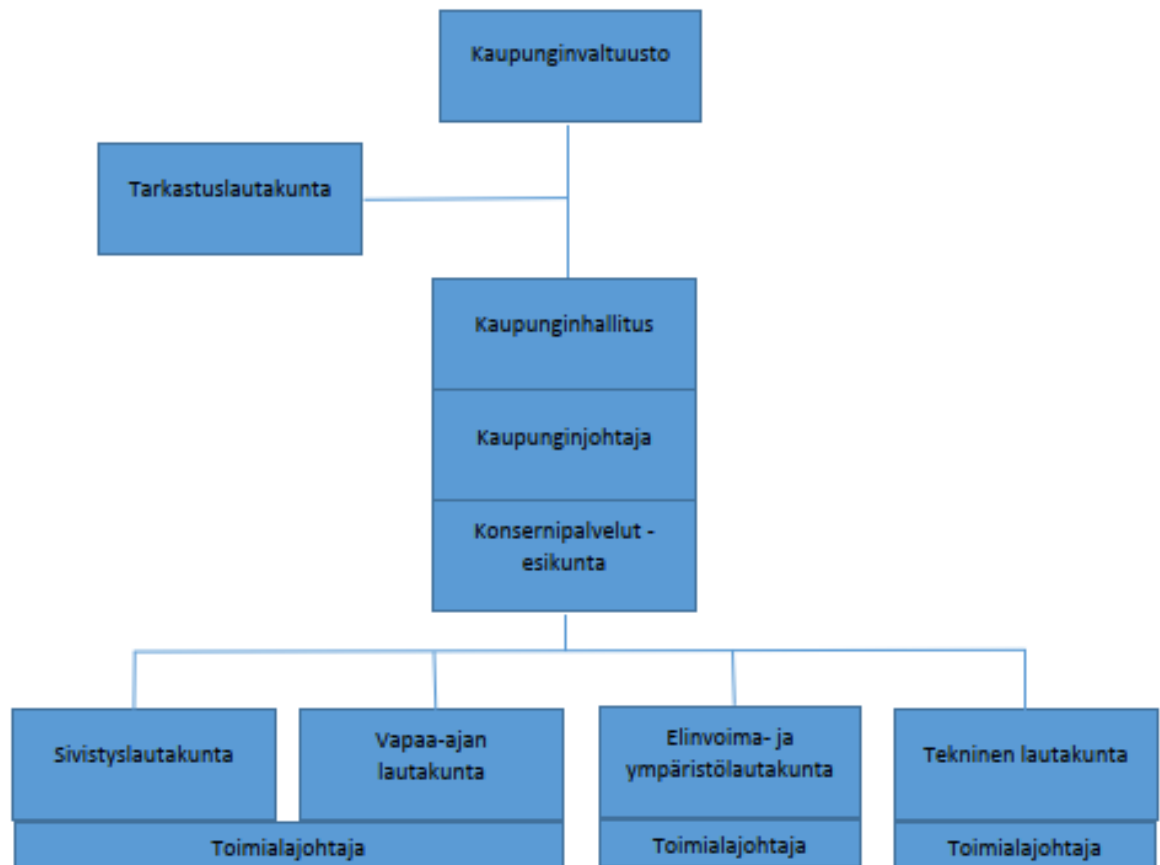 Kaupunginvaltuusto
Tarkastuslautakunta
Kaupunginhallitus
Kaupunginjohtaja
Konsernipalvelut -
esikunta
Sivistyslautakunta
Vapaa-ajan
lautakunta
Elinvoima- ja
ympäristölautakunta
Tekninen lautakunta
Toimialajohtaja
Toimialajohtaja
Toimialajohtaja